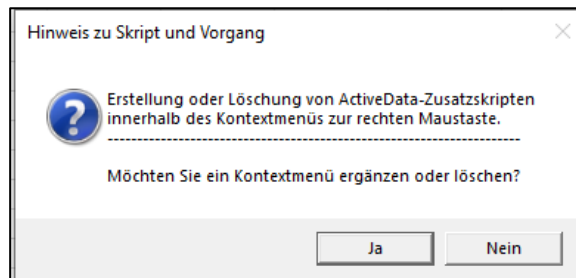 Hinweis zu Skript und Vorgang
Erstellung oder Löschung von ActiveData-Zusatzskripten
innerhalb des Kontextmenüs zur rechten Maustaste.
------------------------------------------------------------------------
Möchten Sie ein Kontextmenü ergänzen oder löschen?
Ja
Nein